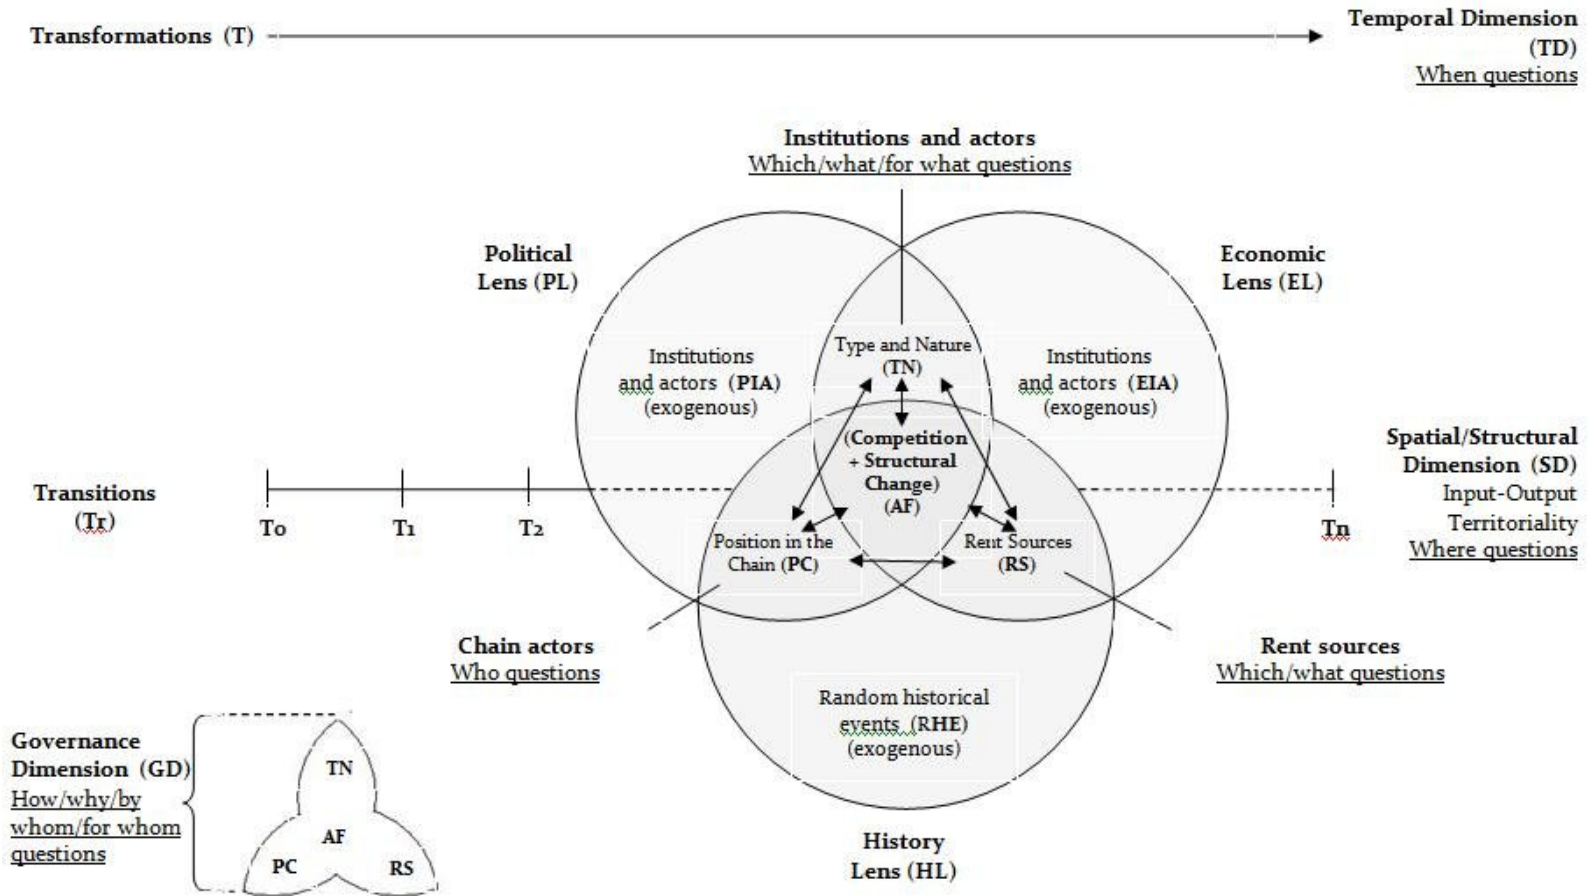 Transformations (T)
Temporal Dimension
(TD)
When questions
Institutions and actors
Which/what/for what questions
Political
Lens (PL)
Economic
Lens (EL)
Type and Nature
(TN)
Institutions
and actors (PIA)
(exogenous)
Institutions
and actors (EIA)
(exogenous)
(Competition
+ Structural
Change)
(AF)
Spatial/Structural
Dimension (SD)
Input-Output
Territoriality
Where questions
Transitions
(Tr)
T0
T1
T2
Tn
Position in the
Chain (PC)
Rent Sources
(RS)
Chain actors
Who questions
Rent sources
Which/what questions
Random historical
events (RHE)
(exogenous)
Governance
Dimension (GD)
How/why/by
whom/for whom
questions
TN
AF
PC
RS
History
Lens (HL)